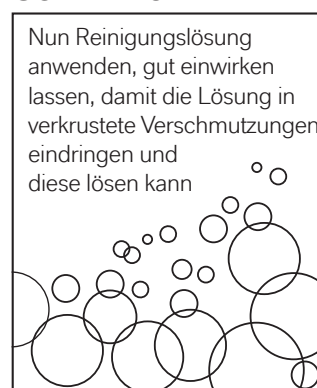 Nun Reinigungslösung
anwenden, gut einwirken
lassen, damit die Lösung in
verkrustete Verschmutzungen
eindringen und
diese lösen kann